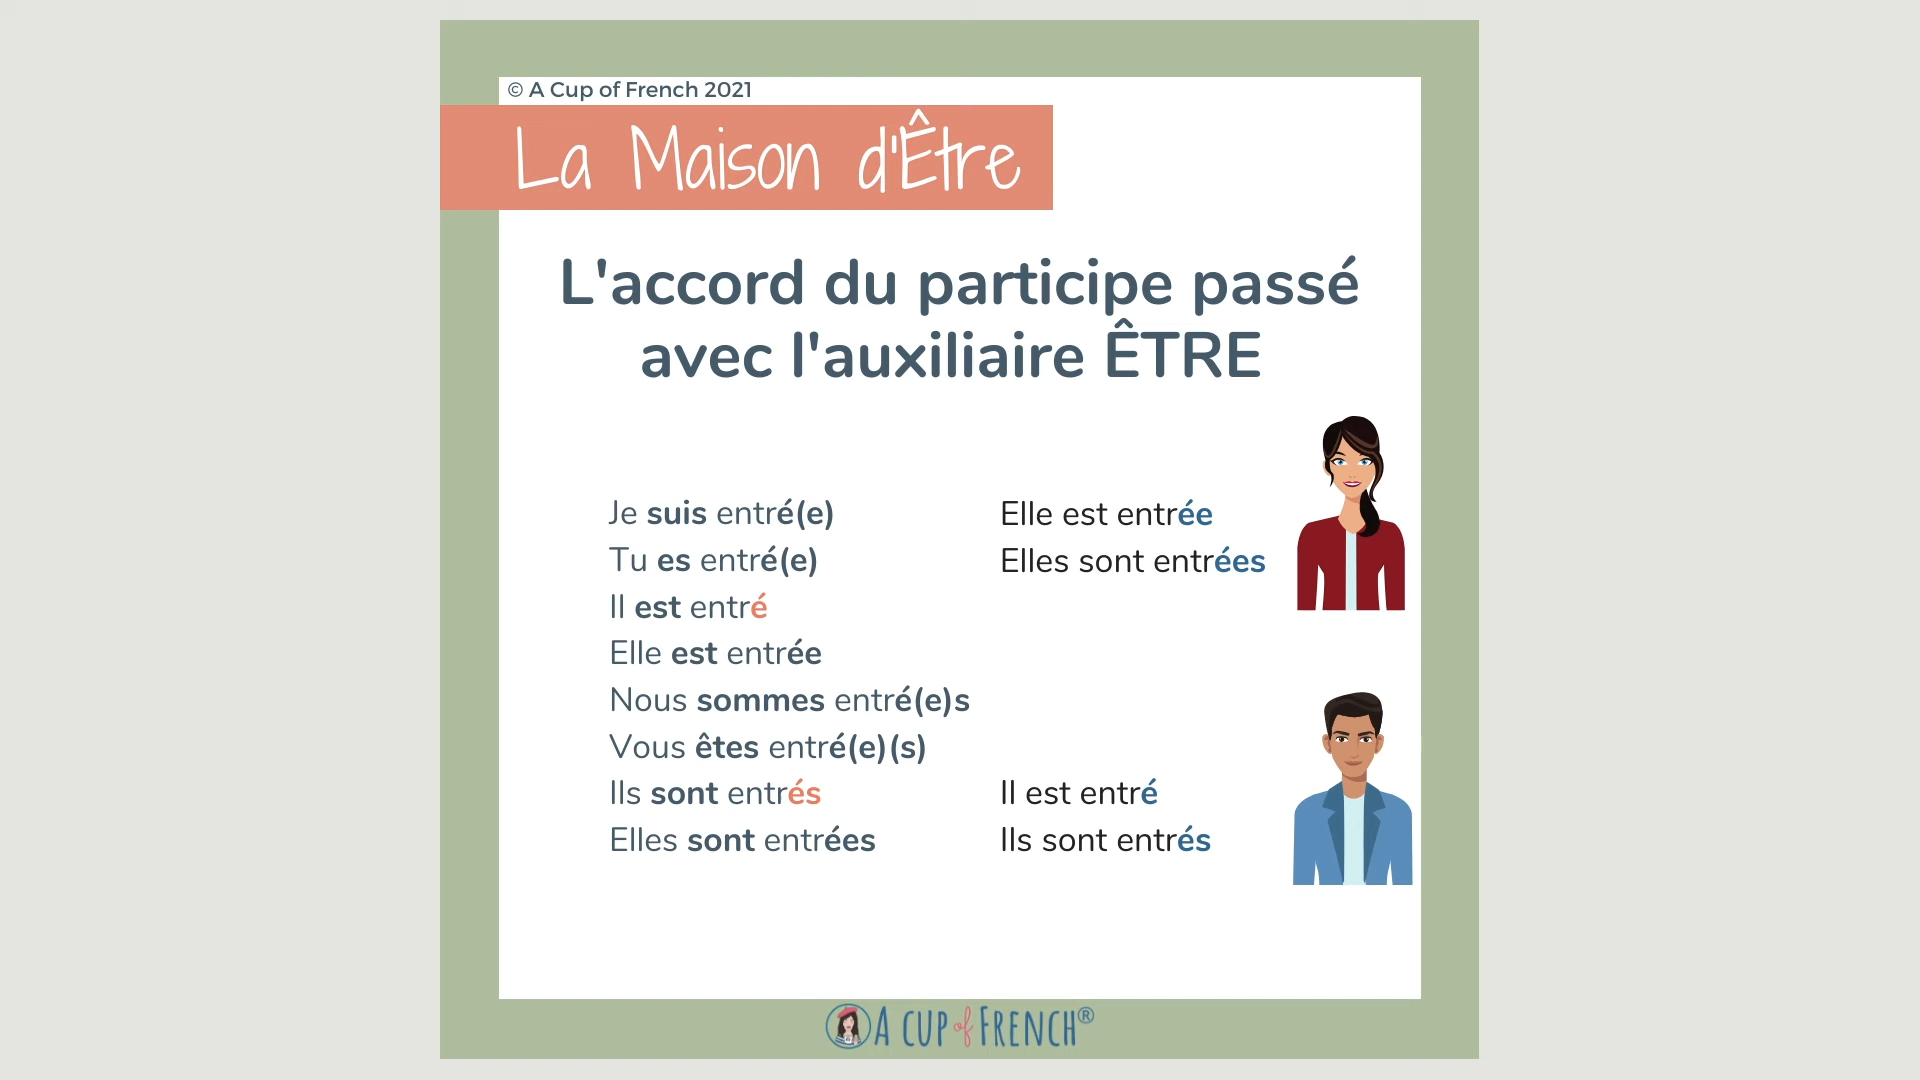 © A Cup of French 2021
La Maison d'Être
L'accord du participe passé
avec l'auxiliaire ÊTRE
Je suis entré(e)
Tu es entré(e)
Il est entré
Elle est entrée
Nous sommes entré(e)s
Vous êtes entré(e)(s)
Ils sont entrés
Elles sont entrées
Elle est entrée
Elles sont entrées
Il est entré
Ils sont entrés
A CUP of FRENCH®